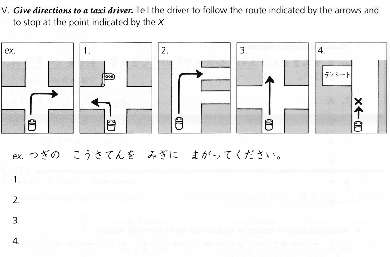 V. Give directions to a taxi driver. Tell the driver to follow the route indicated by the arrows and
to stop at the point indicated by the X
ex.
1.
2.
3.
4.
デパート
ex. つぎの こうさてんを みぎに まがってください。
1.
2.
3.
4.